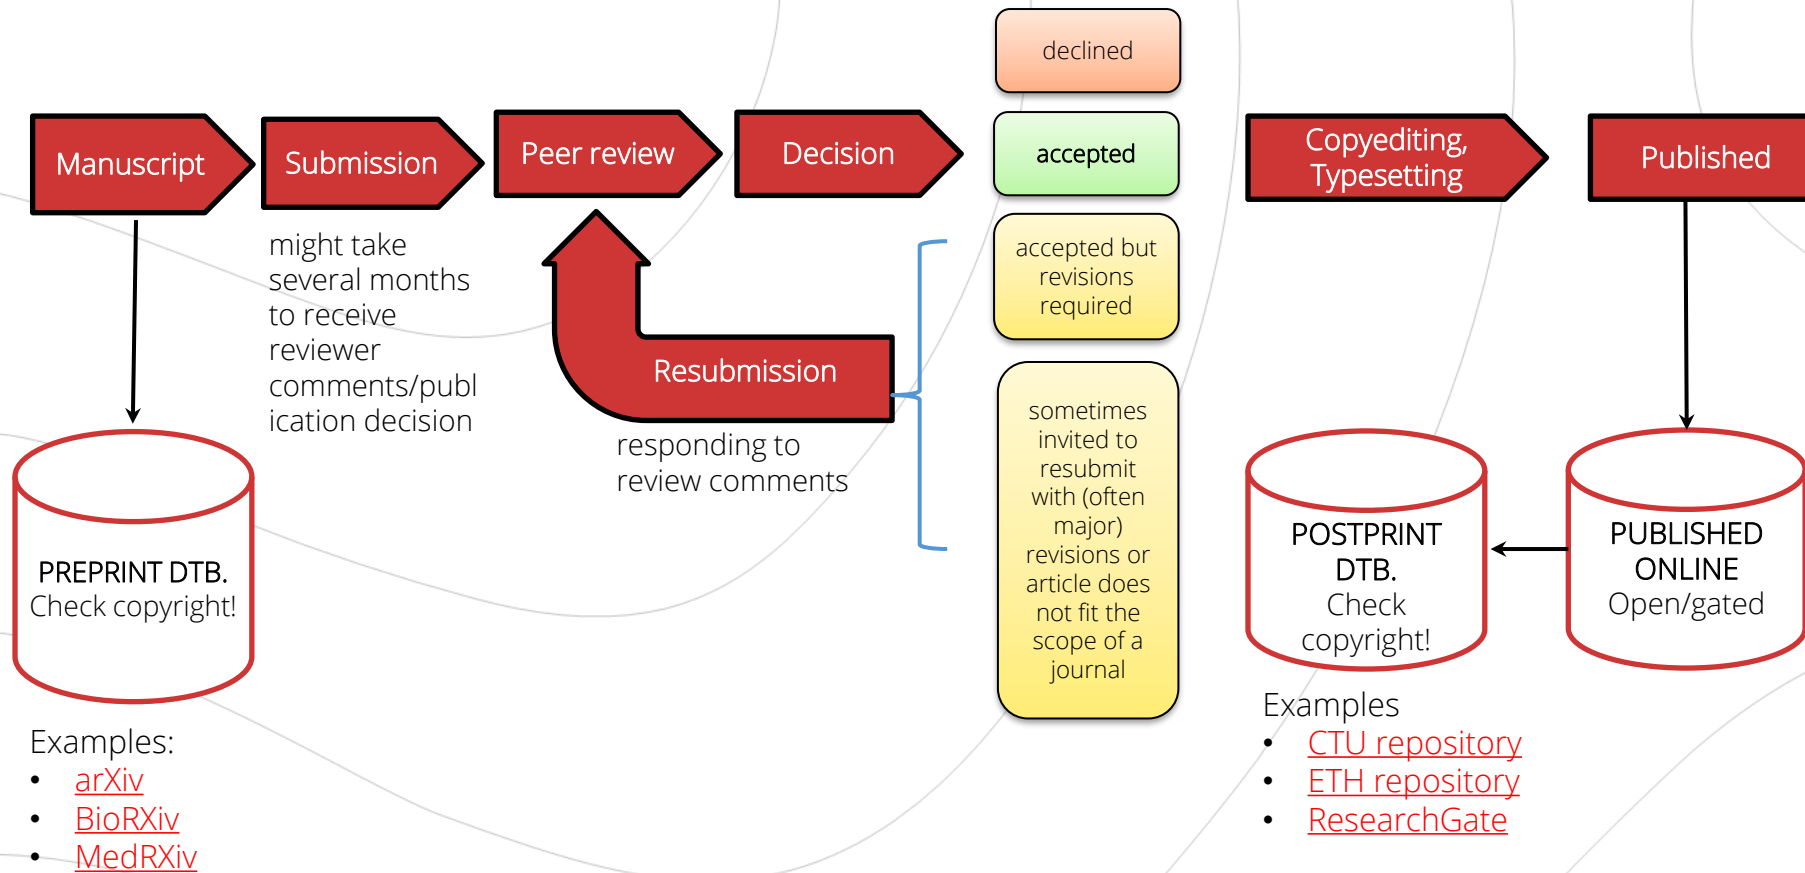 declined
Manuscript
Submission
Peer review
Decision
accepted
Copyediting,
Typesetting
Published
might take
several months
to receive
reviewer
comments/publ
ication decision
accepted but
revisions
required
Resubmission
responding to
review comments
sometimes
invited to
resubmit
with (often
major)
revisions or
article does
not fit the
scope of a
journal
PREPRINT DTB.
Check copyright!
POSTPRINT
DTB.
Check
copyright!
PUBLISHED
ONLINE
Open/gated
Examples:
• arXiv
• BioRXiv
• MedRXiv
Examples
• CTU repository
• ETH repository
• ResearchGate